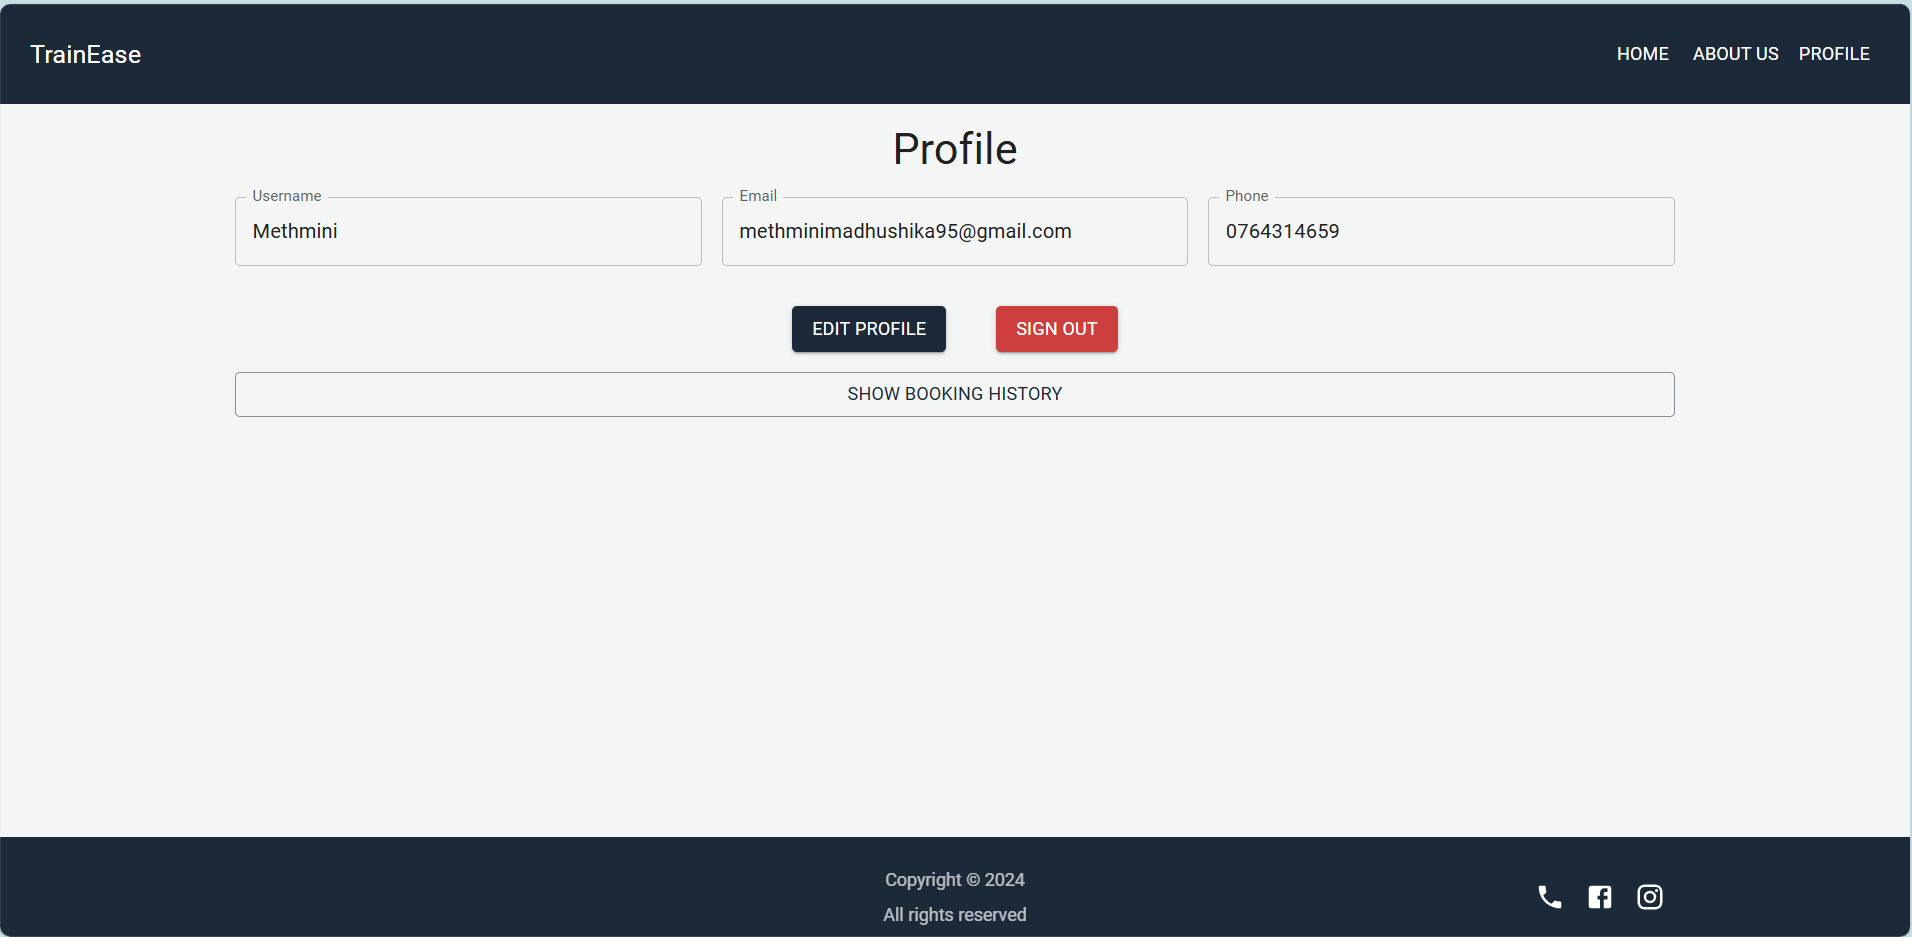 TrainEase
HOME ABOUT US PROFILE
Profile
Username Email Phone
Methmini methminimadhushika95@gmail.com 0764314659
EDIT PROFILE SIGN OUT
SHOW BOOKING HISTORY
Copyright © 2024
All rights reserved